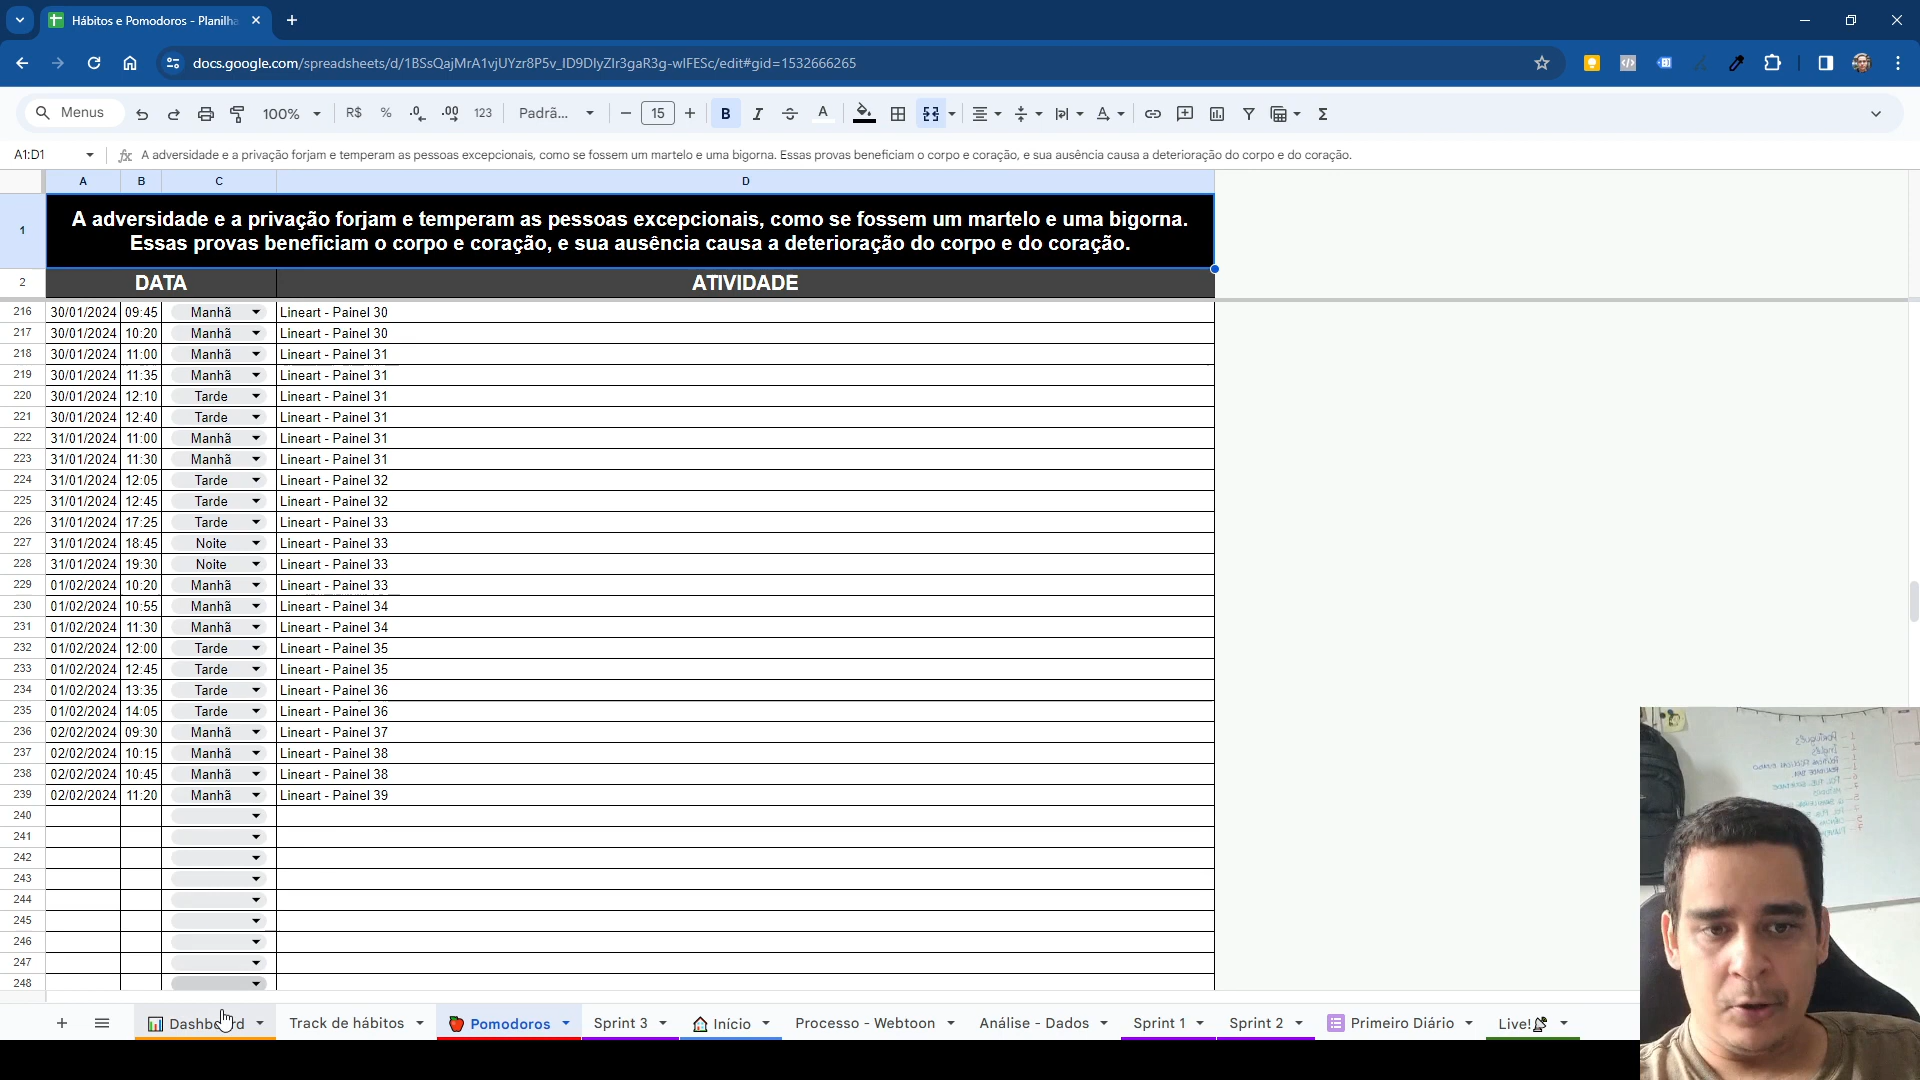 Hábitos e Pomodoros - Planilha
docs.google.com/spreadsheets/d/1BSsQajMrA1vjUYzr8P5v_ID9DIyZIr3gaR3g-wIFESc/edit#gid=1532666265
Menus 100% R$ % .0 .00 123 Padrã... 15 B I A A Σ
A1:D1 fx A adversidade e a privação forjam e temperam as pessoas excepcionais, como se fossem um martelo e uma bigorna. Essas provas beneficiam o corpo e coração, e sua ausência causa a deterioração do corpo e do coração.
A B C D
1 A adversidade e a privação forjam e temperam as pessoas excepcionais, como se fossem um martelo e uma bigorna.
Essas provas beneficiam o corpo e coração, e sua ausência causa a deterioração do corpo e do coração.
2 DATA ATIVIDADE
216 30/01/2024 09:45 Manhã Lineart - Painel 30
217 30/01/2024 10:20 Manhã Lineart - Painel 30
218 30/01/2024 11:00 Manhã Lineart - Painel 31
219 30/01/2024 11:35 Manhã Lineart - Painel 31
220 30/01/2024 12:10 Tarde Lineart - Painel 31
221 30/01/2024 12:40 Tarde Lineart - Painel 31
222 31/01/2024 11:00 Manhã Lineart - Painel 31
223 31/01/2024 11:30 Manhã Lineart - Painel 31
224 31/01/2024 12:05 Tarde Lineart - Painel 32
225 31/01/2024 12:45 Tarde Lineart - Painel 32
226 31/01/2024 17:25 Tarde Lineart - Painel 33
227 31/01/2024 18:45 Noite Lineart - Painel 33
228 31/01/2024 19:30 Noite Lineart - Painel 33
229 01/02/2024 10:20 Manhã Lineart - Painel 33
230 01/02/2024 10:55 Manhã Lineart - Painel 34
231 01/02/2024 11:30 Manhã Lineart - Painel 34
232 01/02/2024 12:00 Tarde Lineart - Painel 35
233 01/02/2024 12:45 Tarde Lineart - Painel 35
234 01/02/2024 13:35 Tarde Lineart - Painel 36
235 01/02/2024 14:05 Tarde Lineart - Painel 36
236 02/02/2024 09:30 Manhã Lineart - Painel 37
237 02/02/2024 10:15 Manhã Lineart - Painel 38
238 02/02/2024 10:45 Manhã Lineart - Painel 38
239 02/02/2024 11:20 Manhã Lineart - Painel 39
240
241
242
243
244
245
246
247
248
Dashboard Track de hábitos Pomodoros Sprint 3 Início Processo - Webtoon Análise - Dados Sprint 1 Sprint 2 Primeiro Diário Live!